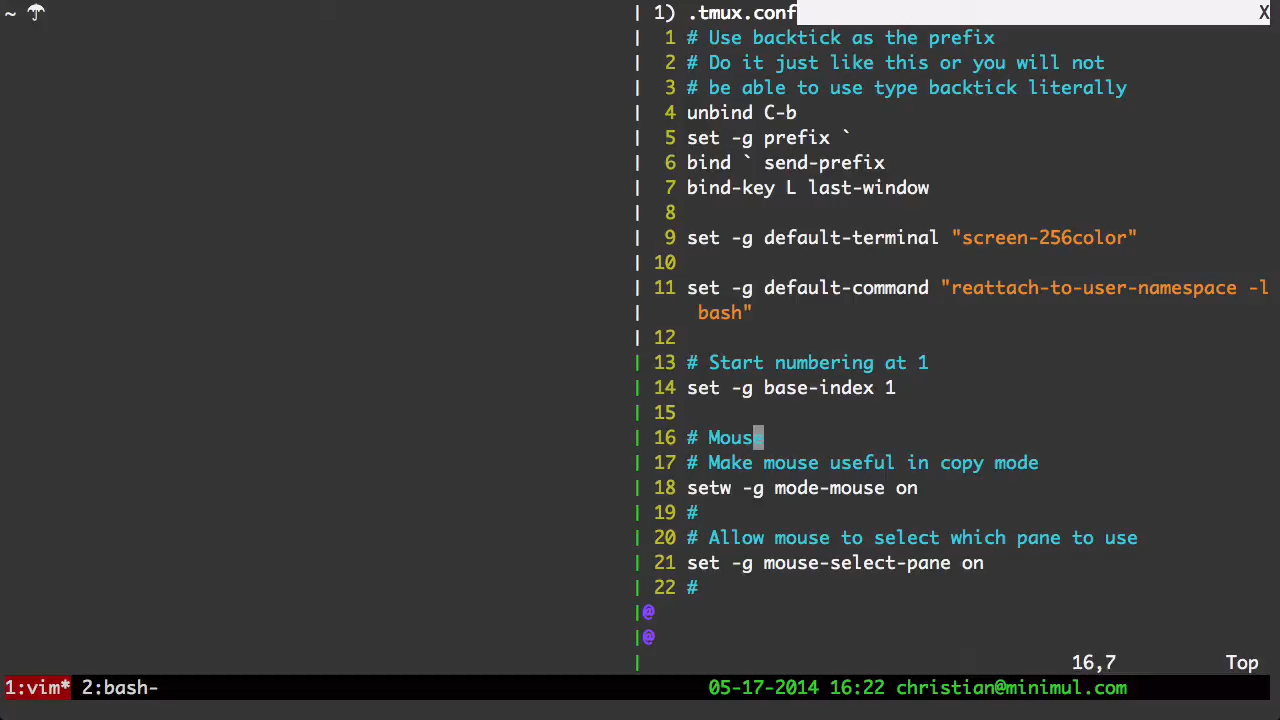 ~ ☂
1) .tmux.conf X
1 # Use backtick as the prefix
2 # Do it just like this or you will not
3 # be able to use type backtick literally
4 unbind C-b
5 set -g prefix `
6 bind ` send-prefix
7 bind-key L last-window
8
9 set -g default-terminal "screen-256color"
10
11 set -g default-command "reattach-to-user-namespace -l
bash"
12
13 # Start numbering at 1
14 set -g base-index 1
15
16 # Mouse
17 # Make mouse useful in copy mode
18 setw -g mode-mouse on
19 #
20 # Allow mouse to select which pane to use
21 set -g mouse-select-pane on
22 #
@
@
16,7 Top
1:vim* 2:bash- 05-17-2014 16:22 christian@minimul.com